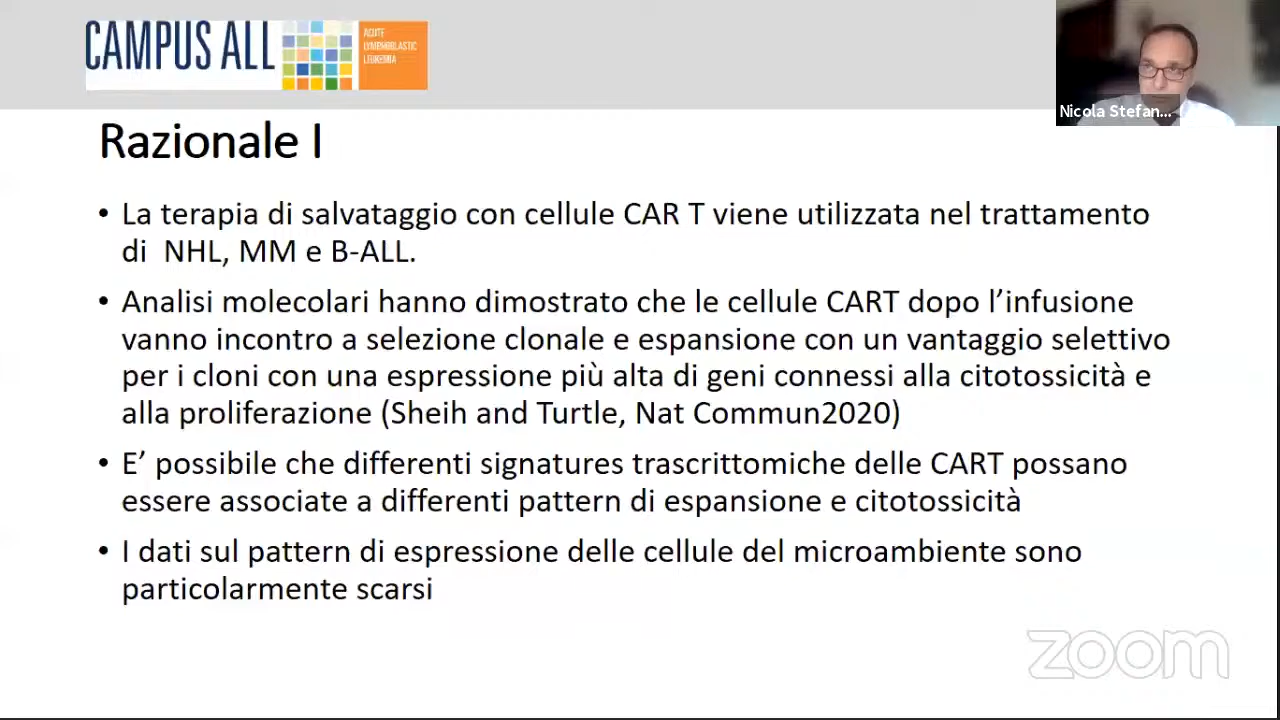 CAMPUS ALL
ACUTE
LYMPHOBLASTIC
LEUKEMIA
Nicola Stefan...
Razionale I
• La terapia di salvataggio con cellule CAR T viene utilizzata nel trattamento
di NHL, MM e B-ALL.
• Analisi molecolari hanno dimostrato che le cellule CART dopo l’infusione
vanno incontro a selezione clonale e espansione con un vantaggio selettivo
per i cloni con una espressione più alta di geni connessi alla citotossicità e
alla proliferazione (Sheih and Turtle, Nat Commun2020)
• E’ possibile che differenti signatures trascrittomiche delle CART possano
essere associate a differenti pattern di espansione e citotossicità
• I dati sul pattern di espressione delle cellule del microambiente sono
particolarmente scarsi
zoom